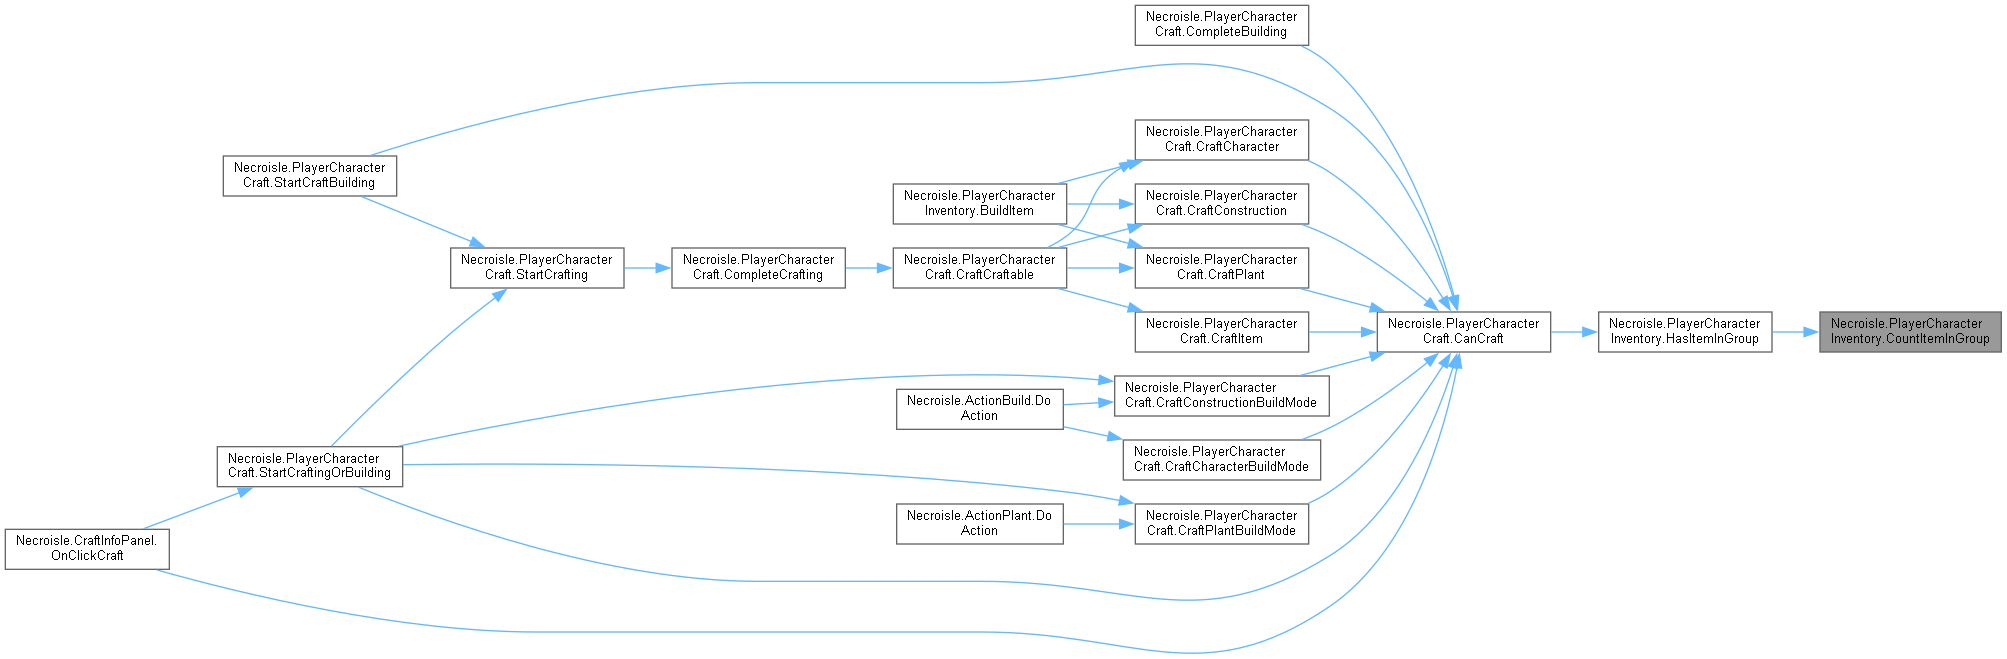 Necroisle.PlayerCharacter
Craft.CompleteBuilding
Necroisle.PlayerCharacter
Craft.CraftCharacter
Necroisle.PlayerCharacter
Craft.StartCraftBuilding
Necroisle.PlayerCharacter
Inventory.BuildItem
Necroisle.PlayerCharacter
Craft.CraftConstruction
Necroisle.PlayerCharacter
Craft.StartCrafting
Necroisle.PlayerCharacter
Craft.CompleteCrafting
Necroisle.PlayerCharacter
Craft.CraftCraftable
Necroisle.PlayerCharacter
Craft.CraftPlant
Necroisle.PlayerCharacter
Craft.CraftItem
Necroisle.PlayerCharacter
Craft.CanCraft
Necroisle.PlayerCharacter
Inventory.HasItemInGroup
Necroisle.PlayerCharacter
Inventory.CountItemInGroup
Necroisle.ActionBuild.Do
Action
Necroisle.PlayerCharacter
Craft.CraftConstructionBuildMode
Necroisle.PlayerCharacter
Craft.StartCraftingOrBuilding
Necroisle.PlayerCharacter
Craft.CraftCharacterBuildMode
Necroisle.ActionPlant.Do
Action
Necroisle.PlayerCharacter
Craft.CraftPlantBuildMode
Necroisle.CraftInfoPanel.
OnClickCraft